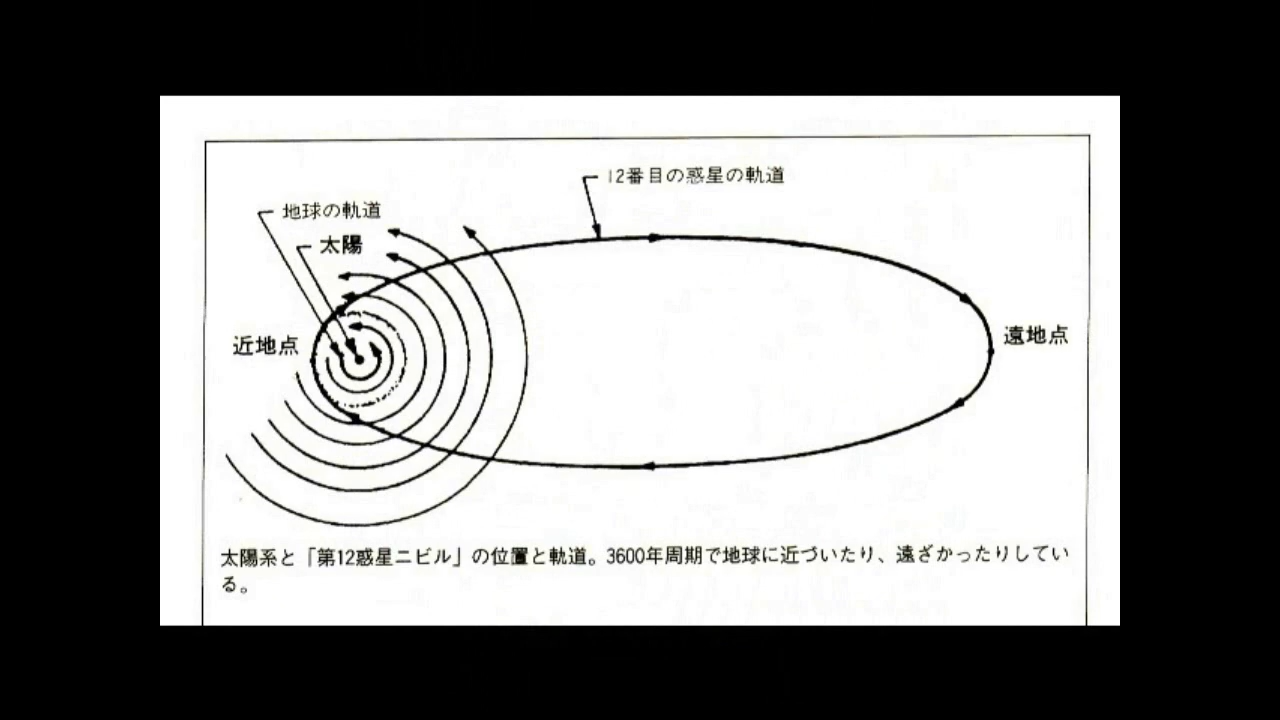 12番目の惑星の軌道
地球の軌道
太陽
近地点
遠地点
太陽系と「第12惑星ニビル」の位置と軌道。3600年周期で地球に近づいたり、遠ざかったりしてい
る。